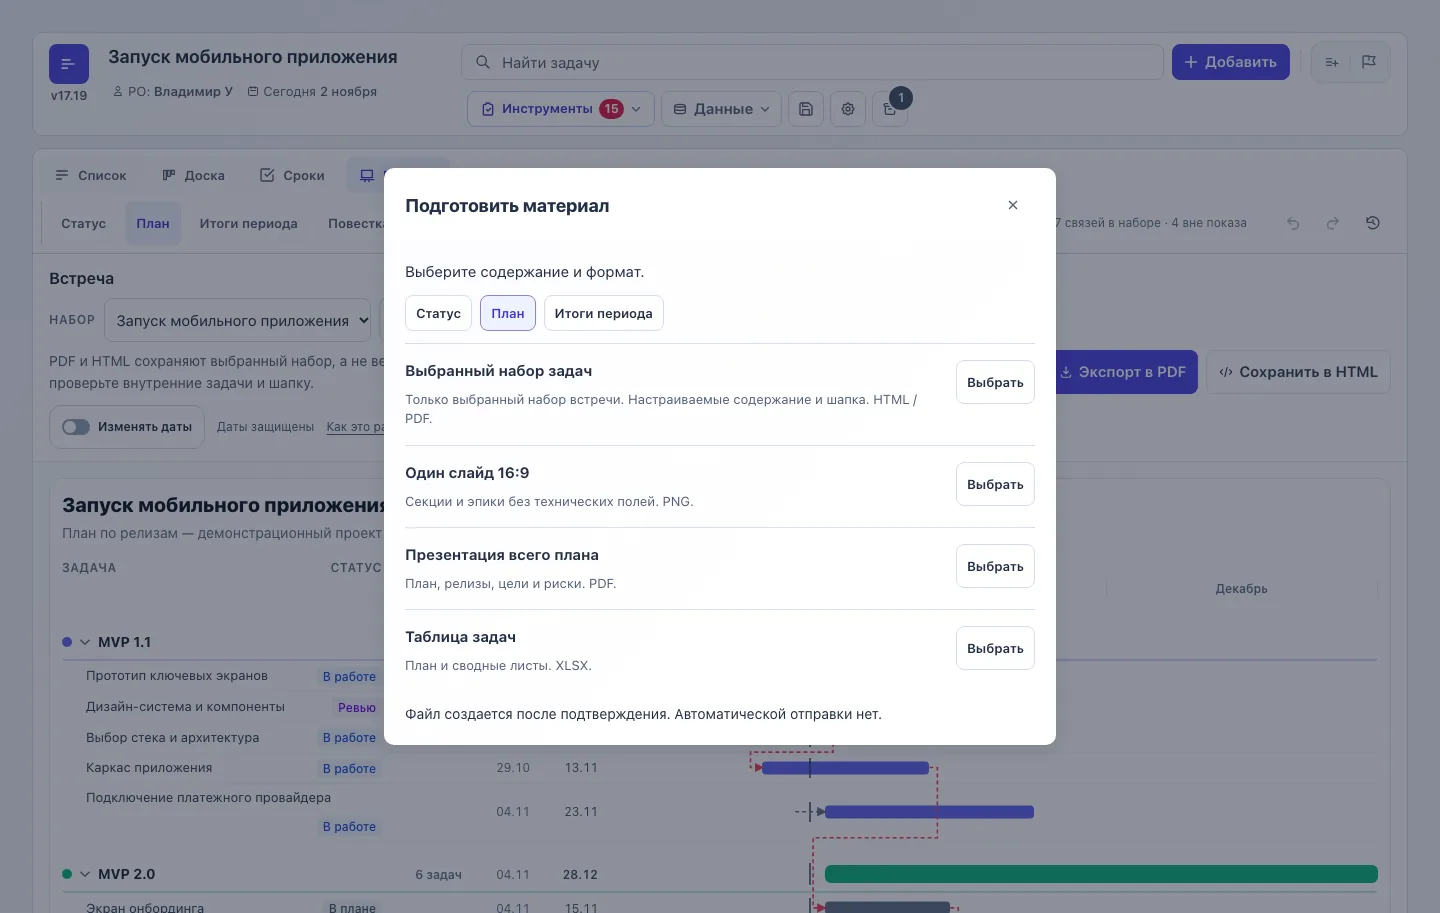 Запуск мобильного приложения
v17.19
PO: Владимир У
Сегодня 2 ноября
Найти задачу
Добавить
Инструменты 15
Данные
1
Список
Доска
Сроки
Статус
План
Итоги периода
7 связей в наборе · 4 вне показа
Встреча
НАБОР
Запуск мобильного приложения
PDF и HTML сохраняют выбранный набор, а не
проверьте внутренние задачи и шапку.
Экспорт в PDF
Сохранить в HTML
Изменять даты
Даты защищены
Как это
Подготовить материал
Выберите содержание и формат.
Статус
План
Итоги периода
Выбранный набор задач
Только выбранный набор встречи. Настраиваемые содержание и шапка. HTML /
PDF.
Выбрать
Один слайд 16:9
Секции и эпики без технических полей. PNG.
Выбрать
Презентация всего плана
План, релизы, цели и риски. PDF.
Выбрать
Таблица задач
План и сводные листы. XLSX.
Выбрать
Файл создается после подтверждения. Автоматической отправки нет.
Запуск мобильного приложения
План по релизам — демонстрационный проект
ЗАДАЧА
СТАТУС
Декабрь
MVP 1.1
Прототип ключевых экранов
В работе
Дизайн-система и компоненты
Ревью
Выбор стека и архитектура
В работе
Каркас приложения
В работе
29.10
13.11
Подключение платежного провайдера
В работе
04.11
23.11
MVP 2.0
6 задач
04.11
28.12
Экран онбординга
В плане
04.11
15.11